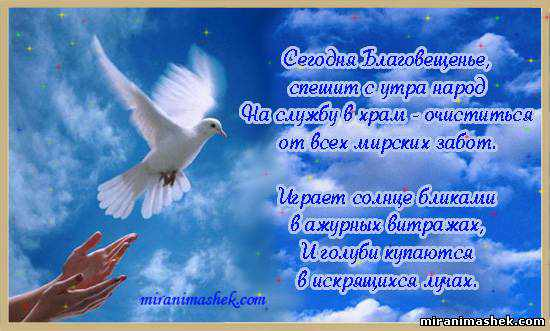 Сегодня Благовещенье,
спешит с утра народ
На службу в храм - очиститься
от всех мирских забот.
Играет солнце бликами
в ажурных витражах,
И голуби купаются
в искрящихся лучах.
miranimashek.com
miranimashek.com